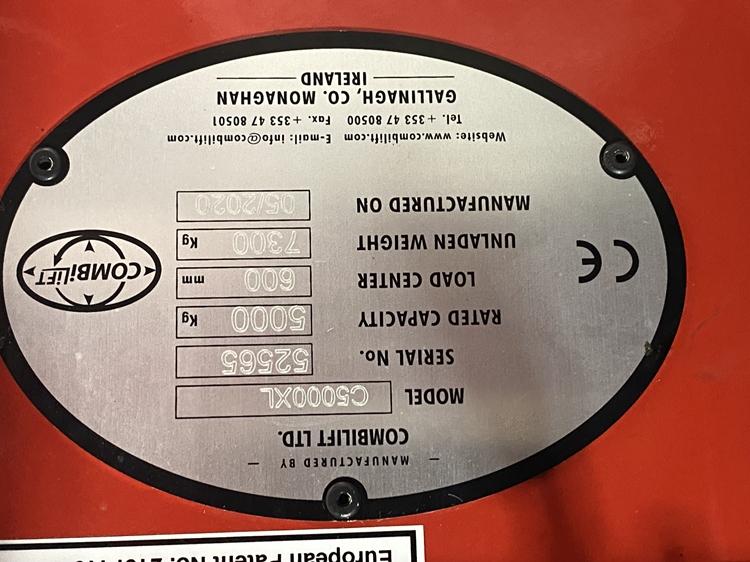 European Patent No.
— MANUFACTURED BY —
COMBILIFT LTD.
MODEL C5000XL
SERIAL No. 52565
RATED CAPACITY 5000 Kg
LOAD CENTER 600 mm
UNLADEN WEIGHT 7300 Kg
MANUFACTURED ON 05/2020
CE
COMBiLiFT
Website: www.combilift.com E-mail: info@combilift.com
Tel. + 353 47 80500 Fax. + 353 47 80501
GALLINAGH, CO. MONAGHAN
— IRELAND —